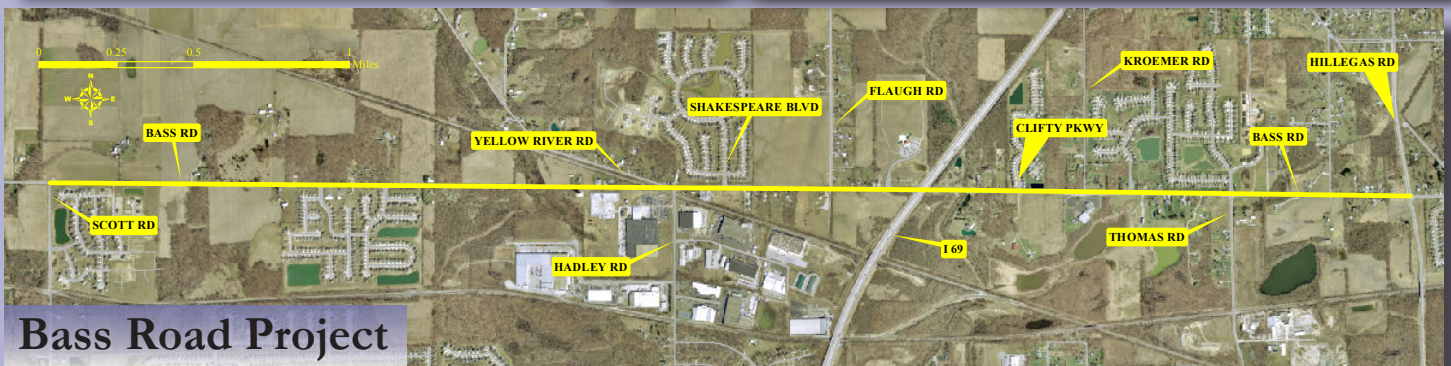 0 0.25 0.5 1
Miles
N
W E
S
BASS RD
SCOTT RD
YELLOW RIVER RD
HADLEY RD
SHAKESPEARE BLVD
FLAUGH RD
I 69
CLIFTY PKWY
KROEMER RD
THOMAS RD
BASS RD
HILLEGAS RD
Bass Road Project